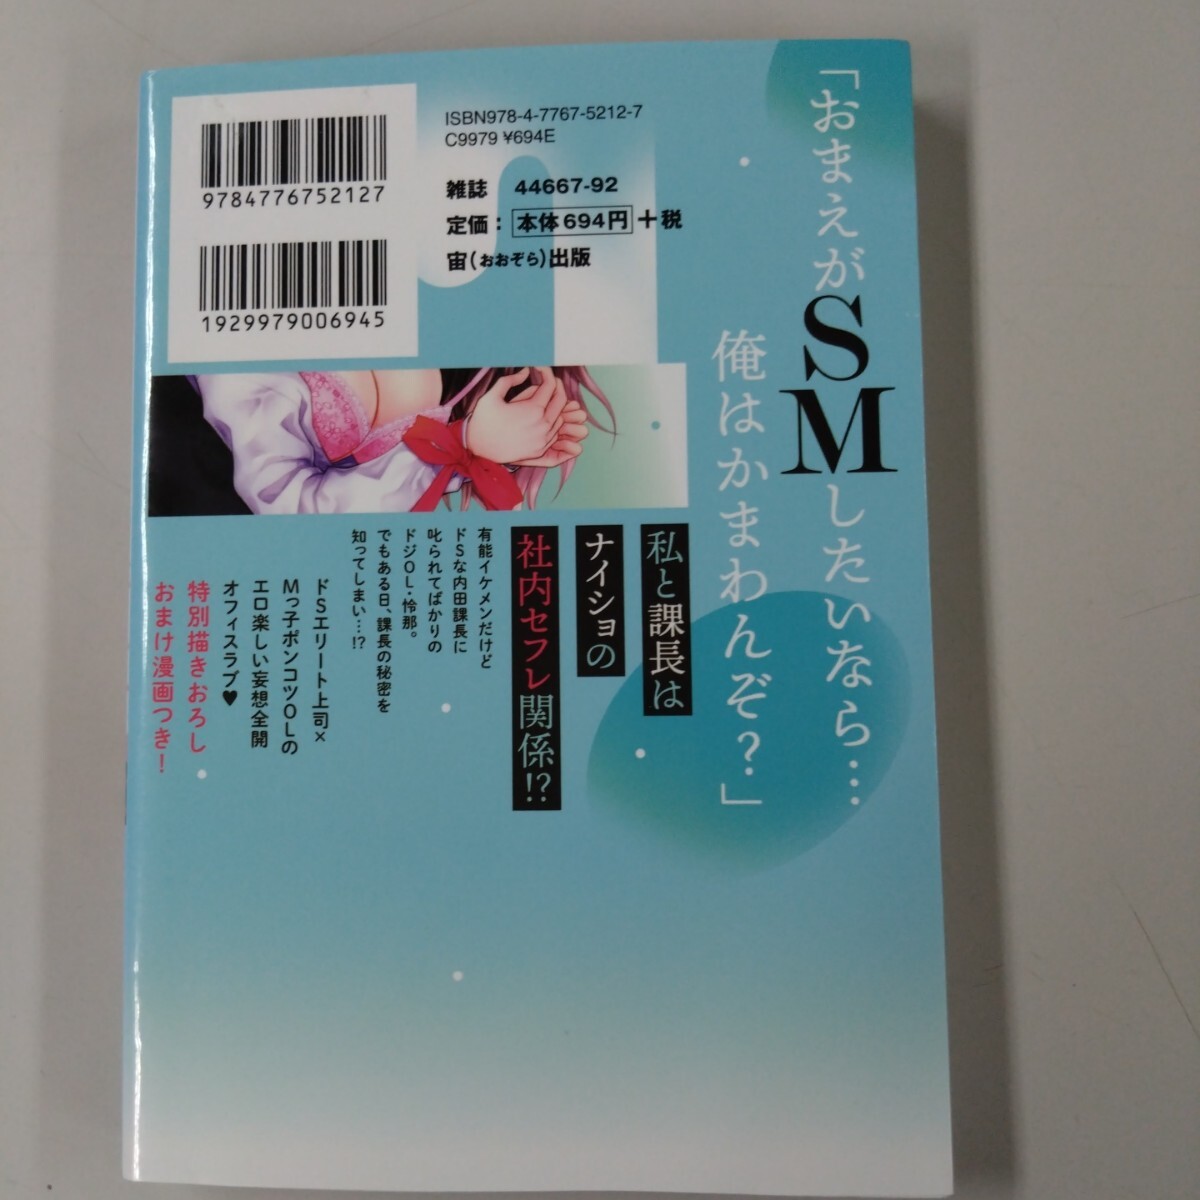 ISBN978-4-7767-5212-7
C9979 ¥694E
9784776752127
雑誌 44667-92
定価：本体694円+税
宙(おおぞら)出版
1929979006945
「おまえがSMしたいなら…
俺はかまわんぞ?」
私と課長は
ナイショの
社内セフレ関係!?
有能イケメンだけど
ドSな内田課長に
叱られてばかりの
ドジOL・怜那。
でもある日、課長の秘密を
知ってしまい…!?
ドSエリート上司×
Mっ子ポンコツOLの
エロ楽しい妄想全開
オフィスラブ♥
特別描きおろし
おまけ漫画つき!